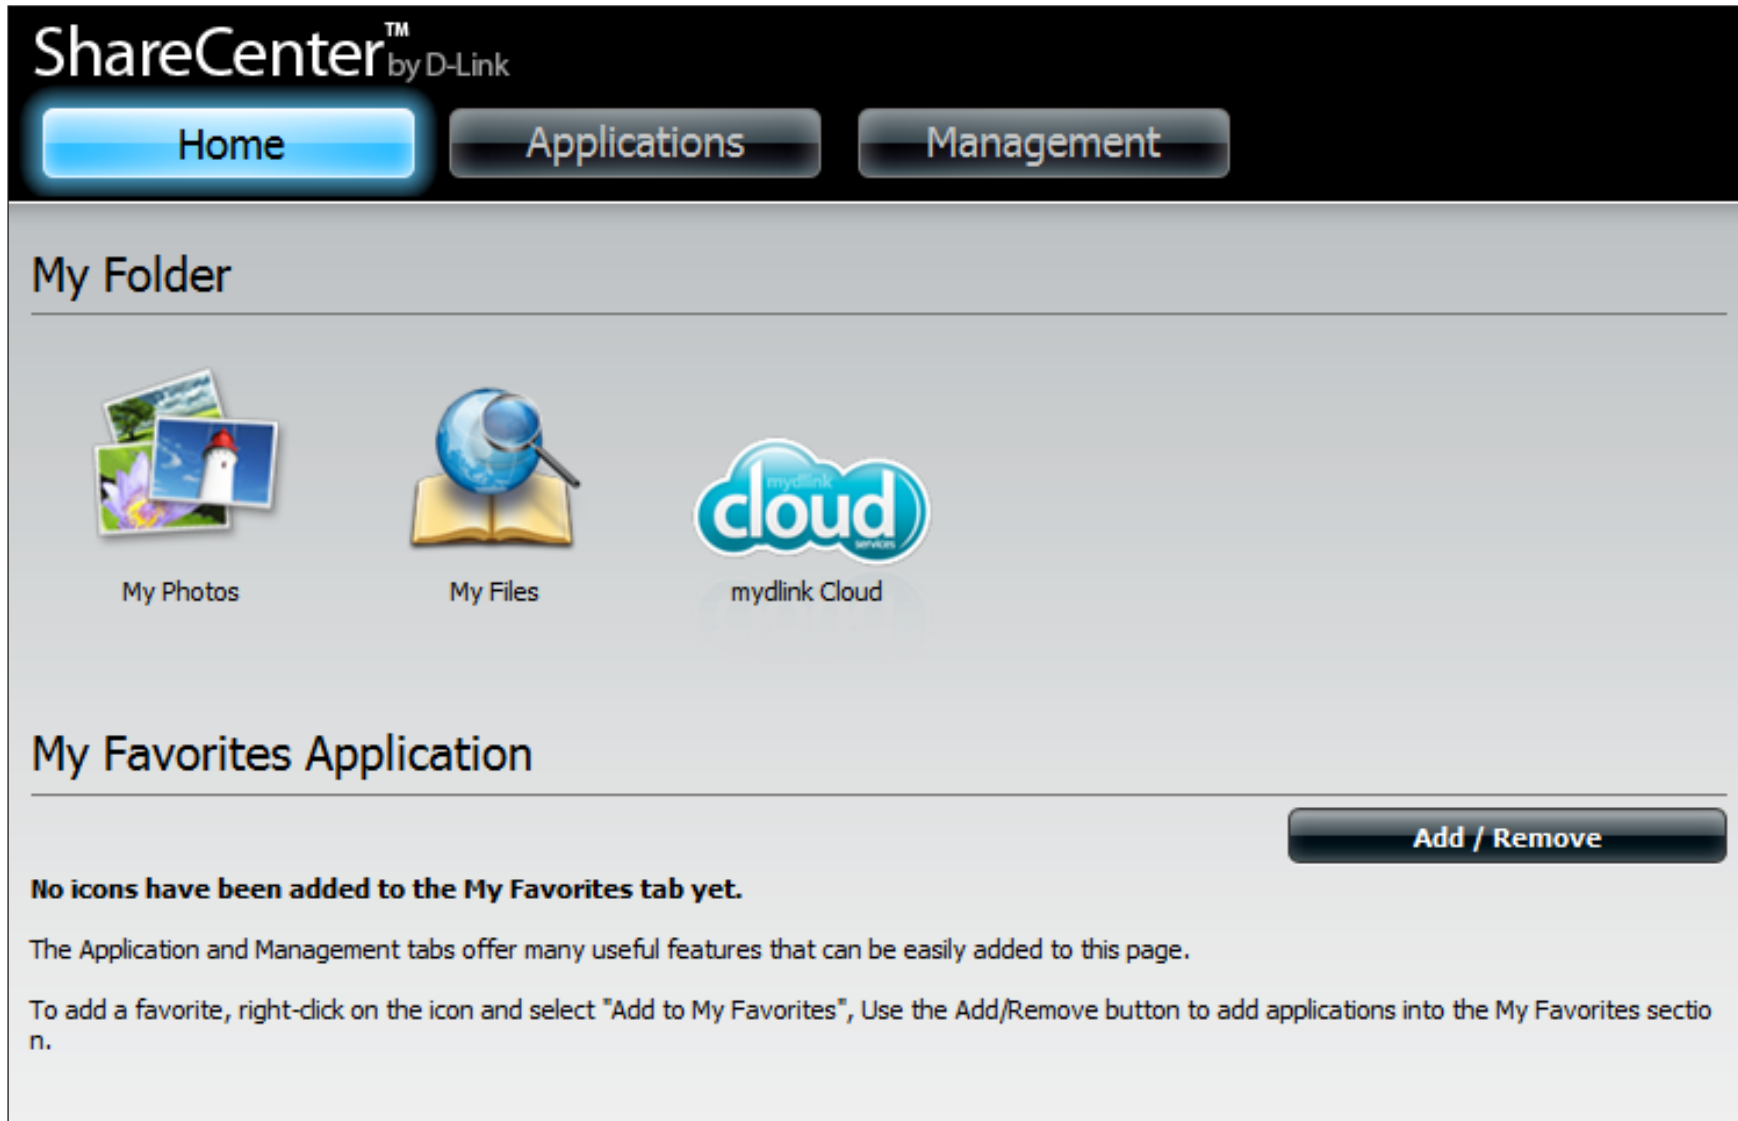 ShareCenter™ by D-Link
Home Applications Management
My Folder
mydlink
cloud
services
My Photos My Files mydlink Cloud
My Favorites Application
Add / Remove
No icons have been added to the My Favorites tab yet.
The Application and Management tabs offer many useful features that can be easily added to this page.
To add a favorite, right-click on the icon and select "Add to My Favorites", Use the Add/Remove button to add applications into the My Favorites sectio
n.